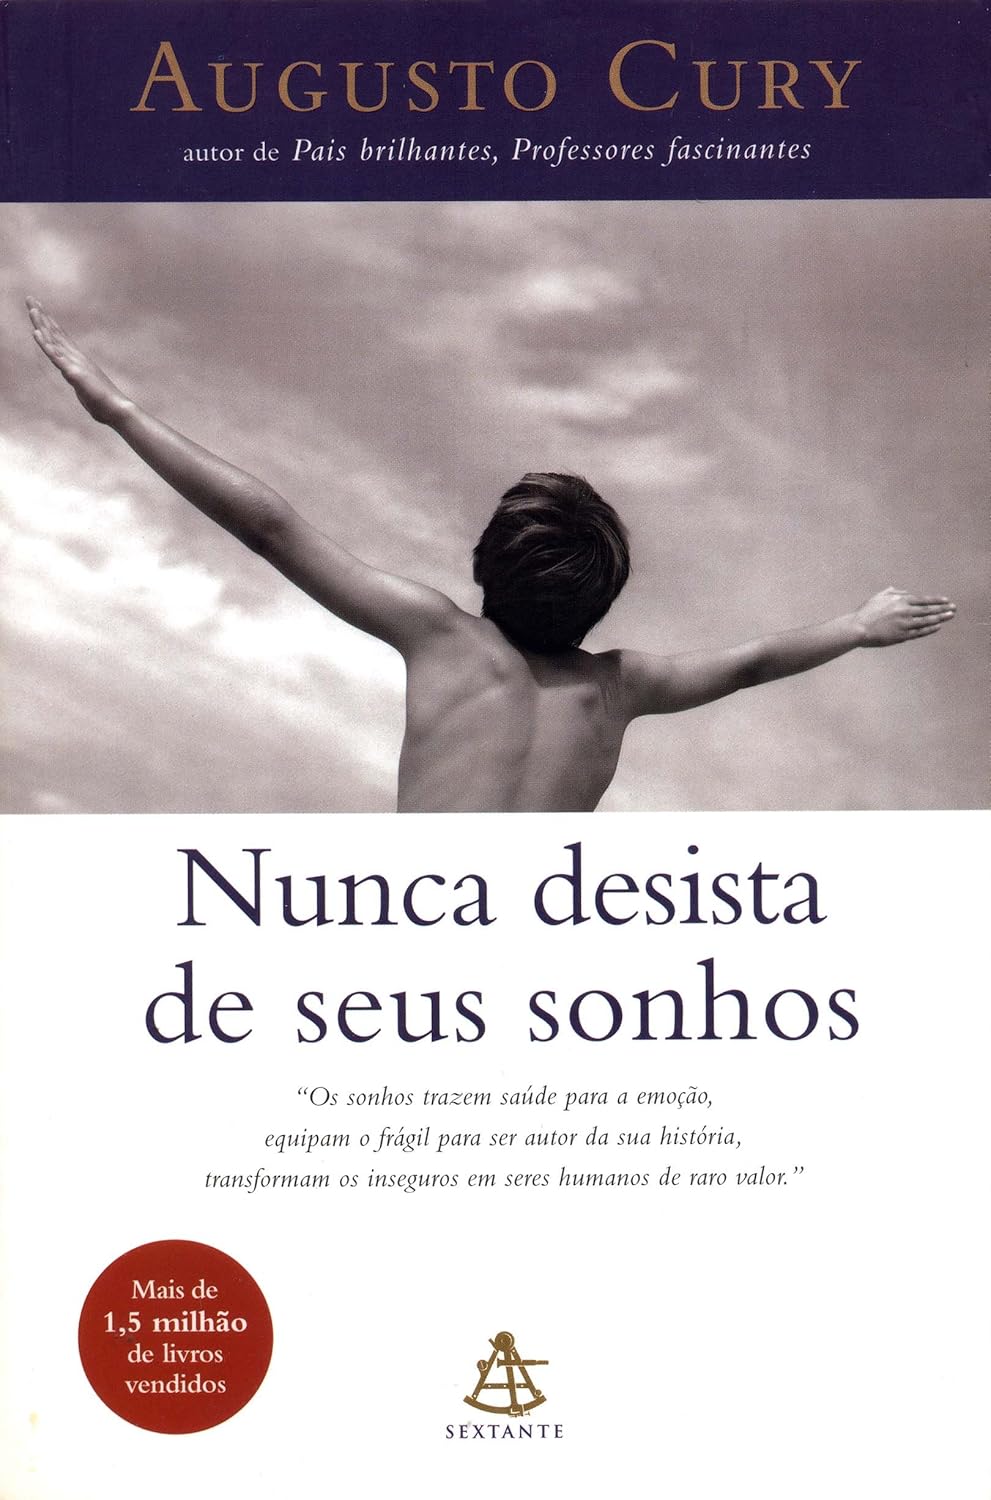 AUGUSTO CURY
autor de Pais brilhantes, Professores fascinantes
Nunca desista
de seus sonhos
“Os sonhos trazem saúde para a emoção,
equipam o frágil para ser autor da sua história,
transformam os inseguros em seres humanos de raro valor.”
Mais de
1,5 milhão
de livros
vendidos
SEXTANTE